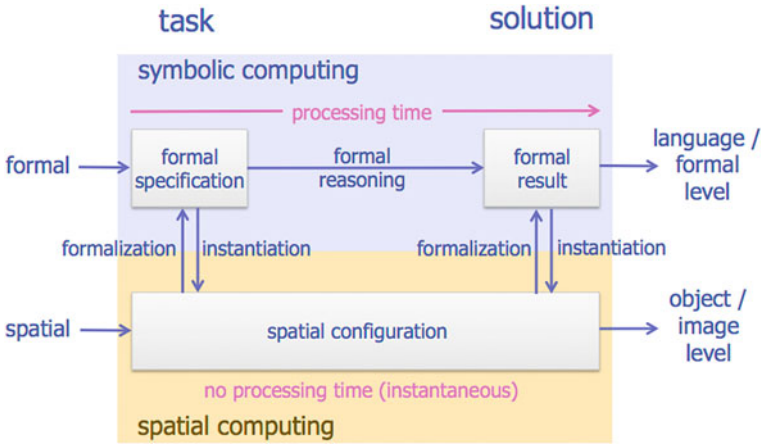 task
solution
symbolic computing
processing time
formal
formal
specification
formal
reasoning
formal
result
language /
formal
level
formalization
instantiation
formalization
instantiation
spatial
spatial configuration
object /
image
level
no processing time (instantaneous)
spatial computing